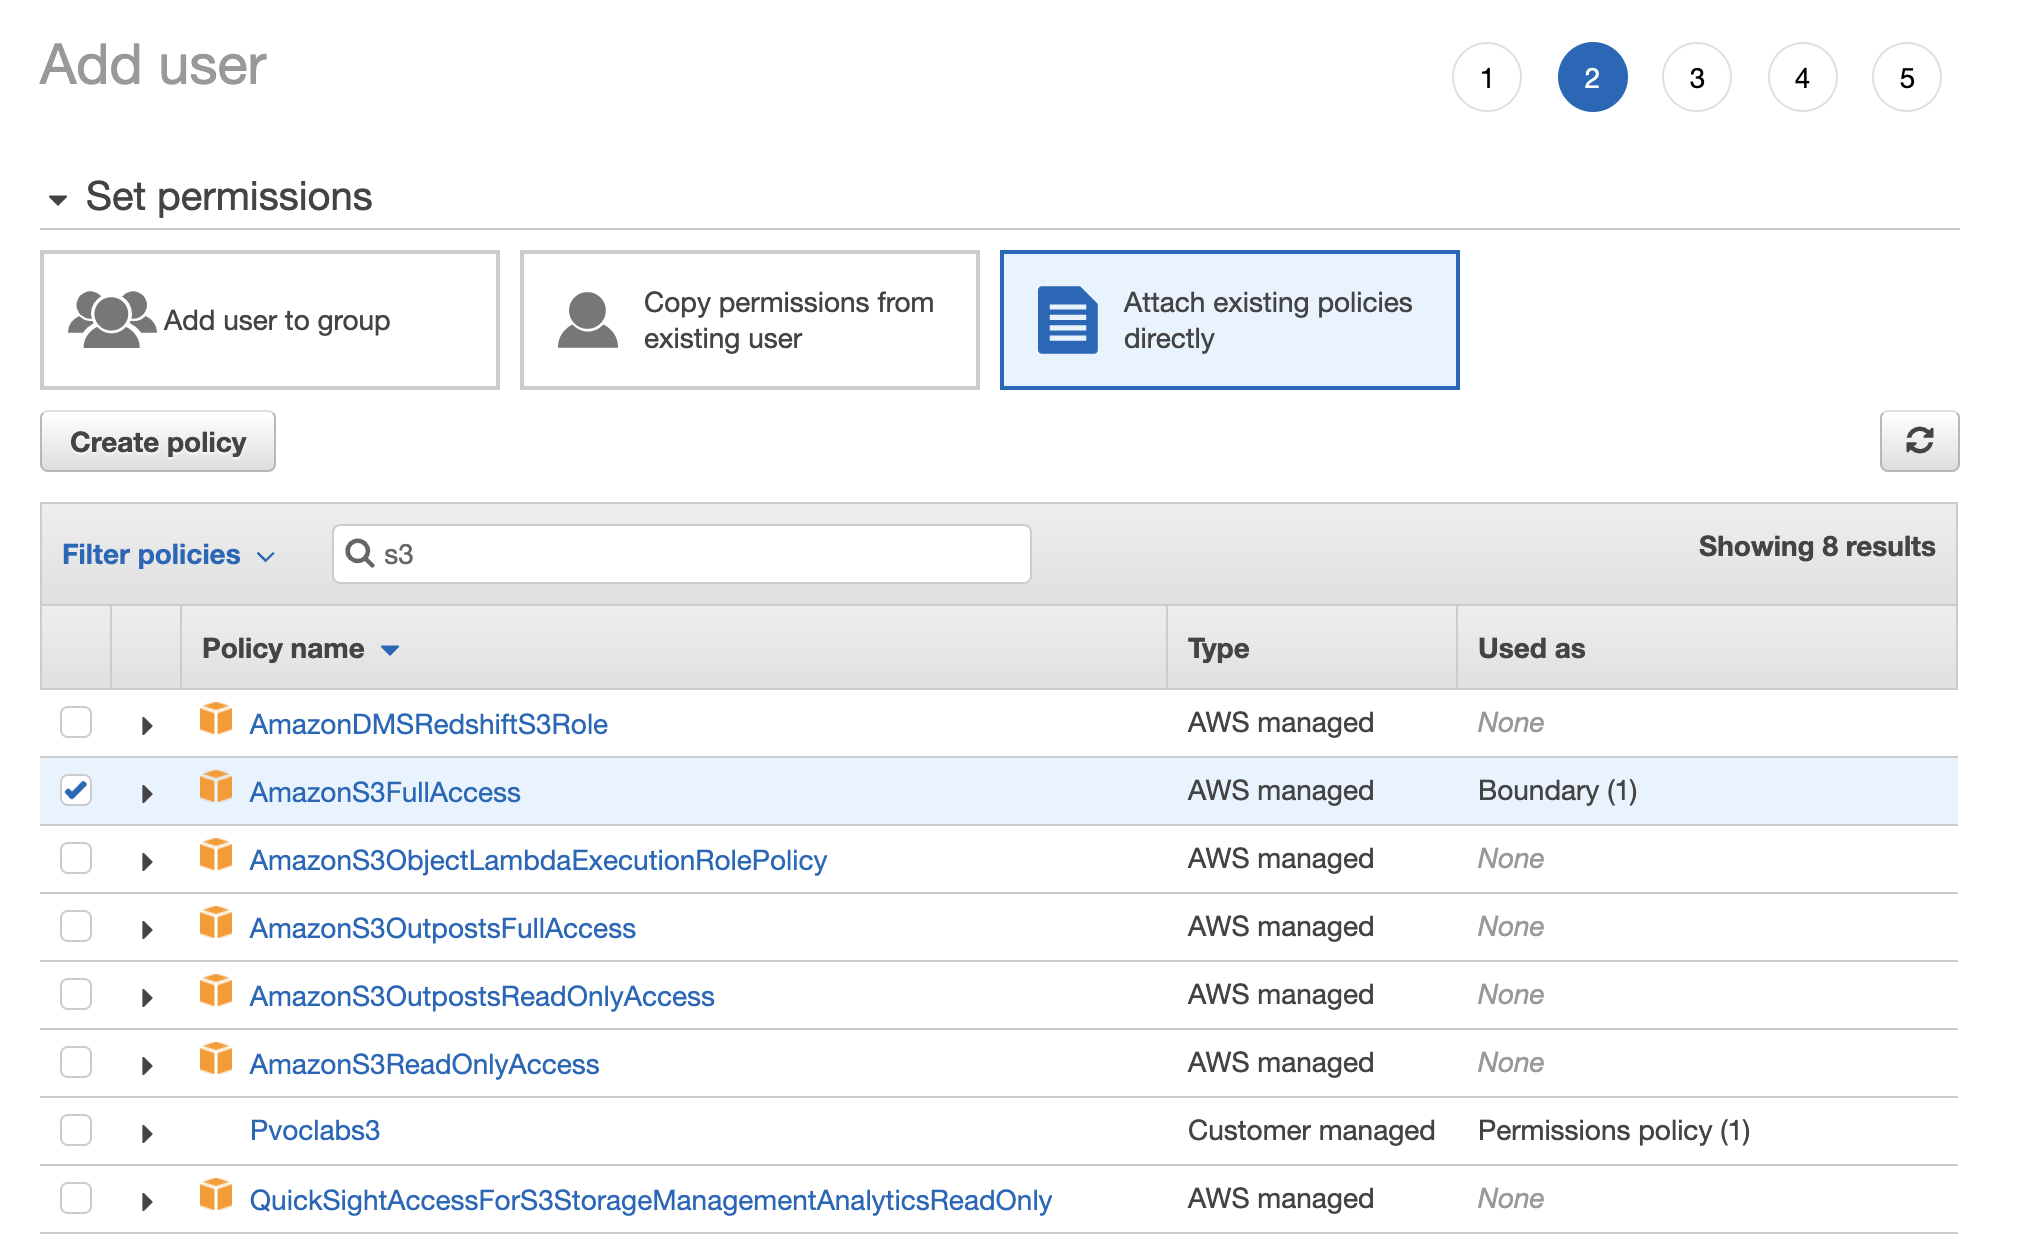 Add user
1 2 3 4 5
Set permissions
Add user to group
Copy permissions from
existing user
Attach existing policies
directly
Create policy
Filter policies s3 Showing 8 results
Policy name Type Used as
AmazonDMSRedshiftS3Role AWS managed None
AmazonS3FullAccess AWS managed Boundary (1)
AmazonS3ObjectLambdaExecutionRolePolicy AWS managed None
AmazonS3OutpostsFullAccess AWS managed None
AmazonS3OutpostsReadOnlyAccess AWS managed None
AmazonS3ReadOnlyAccess AWS managed None
Pvoclabs3 Customer managed Permissions policy (1)
QuickSightAccessForS3StorageManagementAnalyticsReadOnly AWS managed None